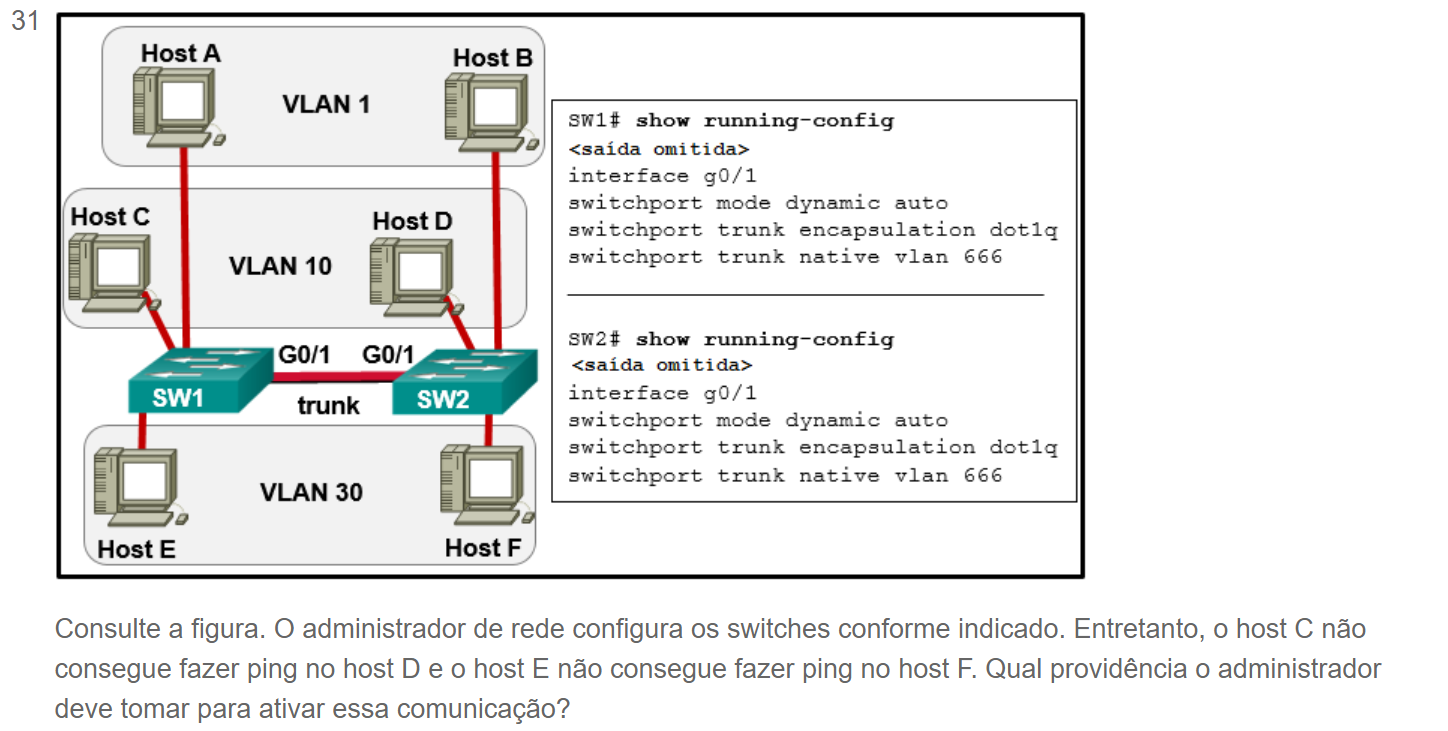 31
Host A
Host B
VLAN 1
Host C
Host D
VLAN 10
G0/1
G0/1
SW1
trunk
SW2
VLAN 30
Host E
Host F
SW1# show running-config
<saída omitida>
interface g0/1
switchport mode dynamic auto
switchport trunk encapsulation dot1q
switchport trunk native vlan 666
SW2# show running-config
<saída omitida>
interface g0/1
switchport mode dynamic auto
switchport trunk encapsulation dot1q
switchport trunk native vlan 666
Consulte a figura. O administrador de rede configura os switches conforme indicado. Entretanto, o host C não
consegue fazer ping no host D e o host E não consegue fazer ping no host F. Qual providência o administrador
deve tomar para ativar essa comunicação?